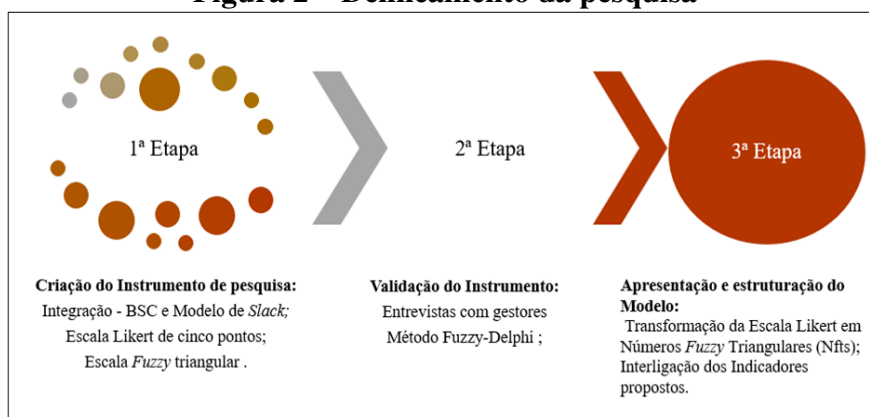 Figura 2 – Delineamento da pesquisa
1ª Etapa
Criação do Instrumento de pesquisa:
Integração - BSC e Modelo de Slack;
Escala Likert de cinco pontos;
Escala Fuzzy triangular .
2ª Etapa
Validação do Instrumento:
Entrevistas com gestores
Método Fuzzy-Delphi ;
3ª Etapa
Apresentação e estruturação do
Modelo:
Transformação da Escala Likert em
Números Fuzzy Triangulares (Nfts);
Interligação dos Indicadores
propostos.